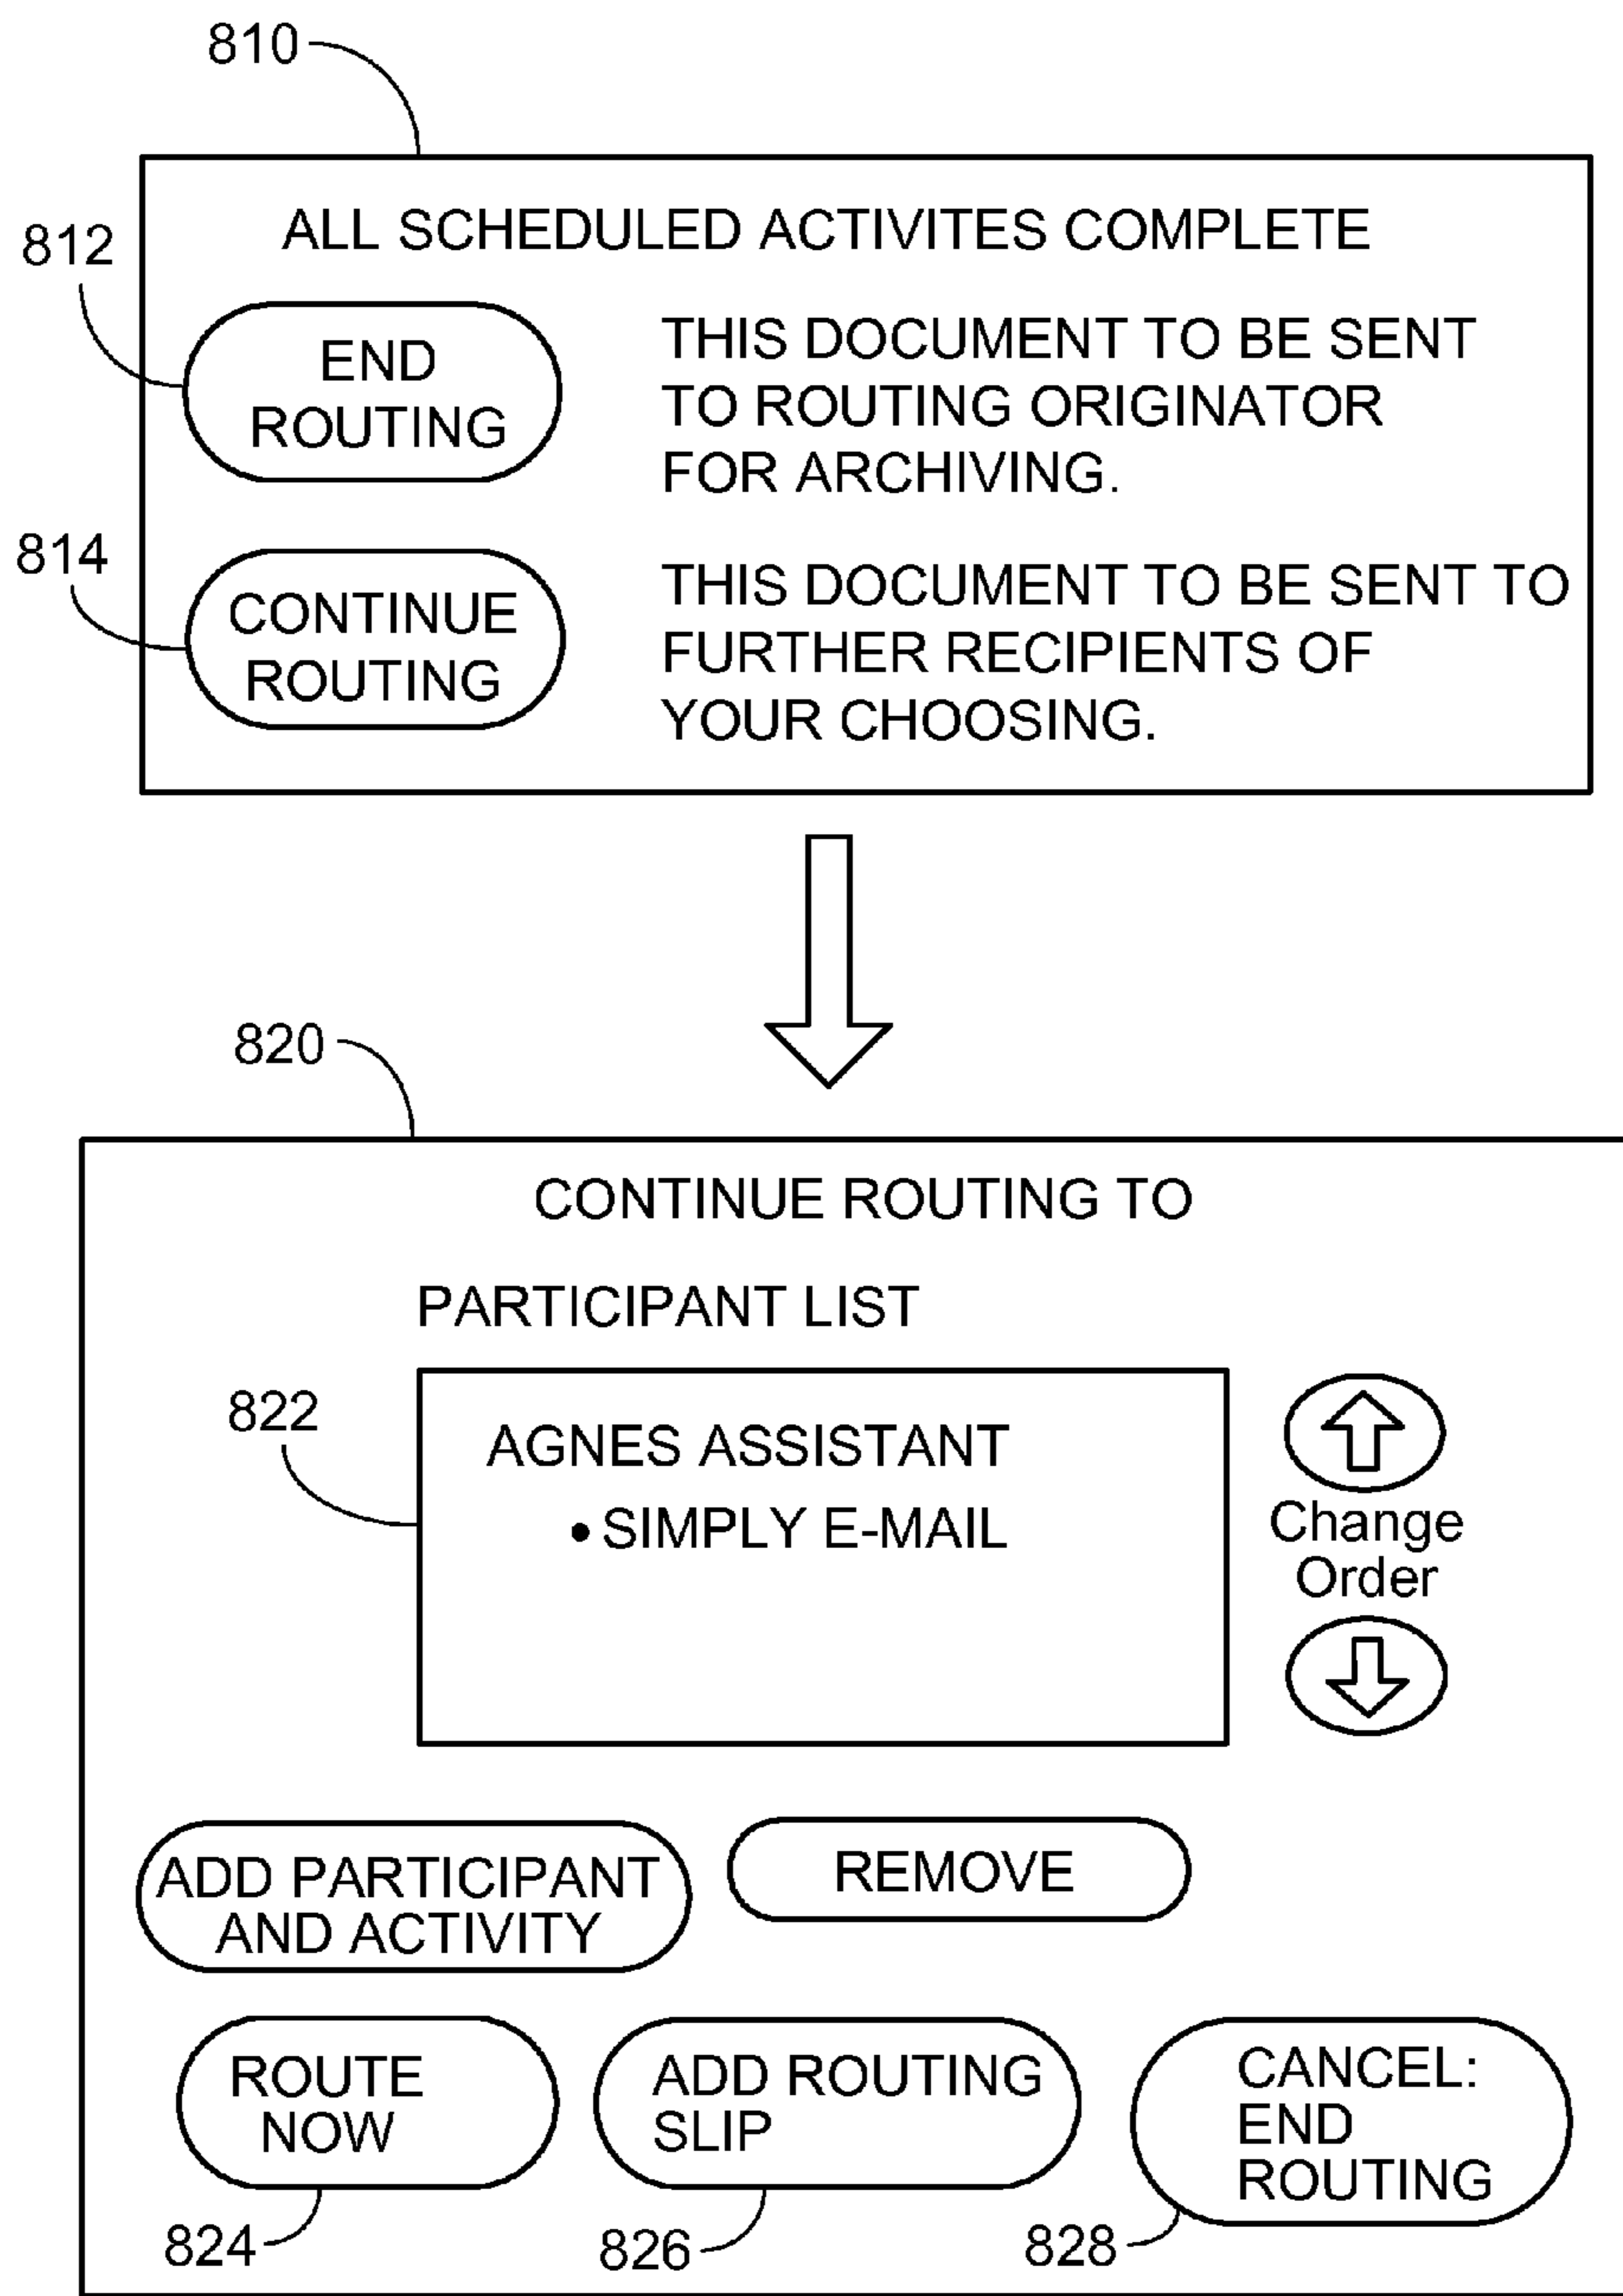 810
ALL SCHEDULED ACTIVITES COMPLETE
812
END
ROUTING
THIS DOCUMENT TO BE SENT
TO ROUTING ORIGINATOR
FOR ARCHIVING.
814
CONTINUE
ROUTING
THIS DOCUMENT TO BE SENT TO
FURTHER RECIPIENTS OF
YOUR CHOOSING.
820
CONTINUE ROUTING TO
PARTICIPANT LIST
822
AGNES ASSISTANT
• SIMPLY E-MAIL
Change
Order
ADD PARTICIPANT
AND ACTIVITY
REMOVE
ROUTE
NOW
ADD ROUTING
SLIP
CANCEL:
END
ROUTING
824
826
828